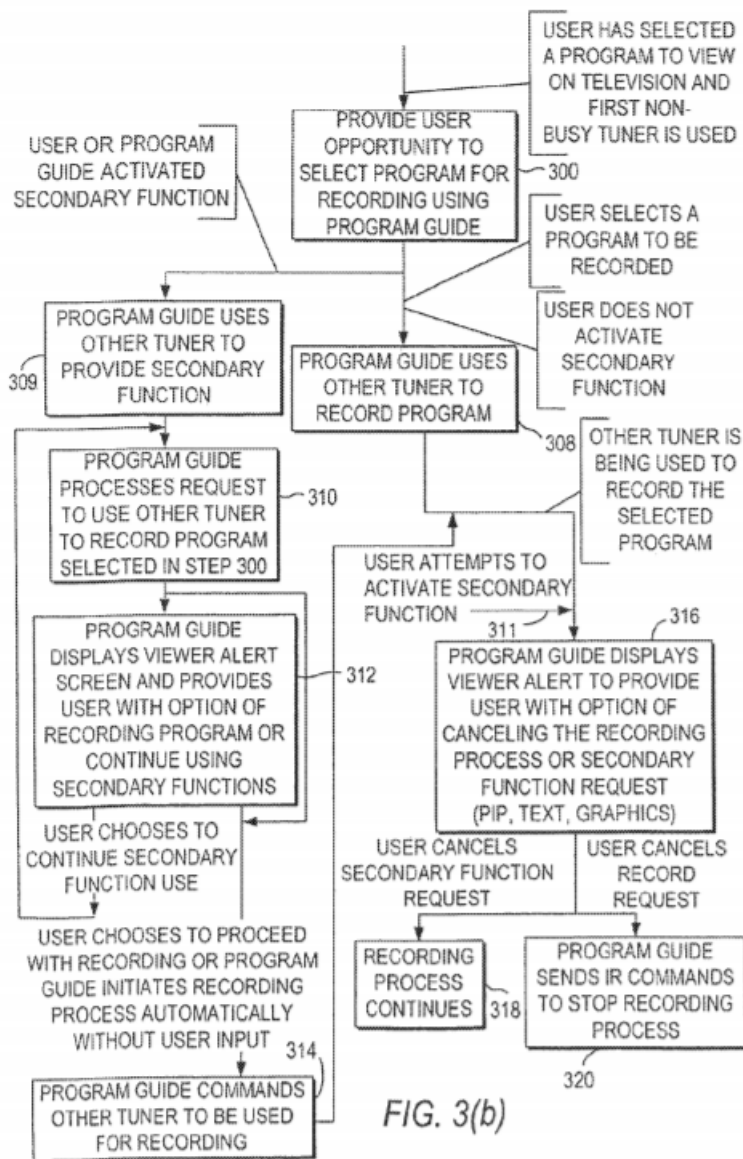 USER HAS SELECTED
A PROGRAM TO VIEW
ON TELEVISION AND
FIRST NON-
BUSY TUNER IS USED
PROVIDE USER
OPPORTUNITY TO
SELECT PROGRAM FOR
RECORDING USING
PROGRAM GUIDE
300
USER OR PROGRAM
GUIDE ACTIVATED
SECONDARY FUNCTION
USER SELECTS A
PROGRAM TO BE
RECORDED
USER DOES NOT
ACTIVATE
SECONDARY
FUNCTION
PROGRAM GUIDE USES
OTHER TUNER TO
PROVIDE SECONDARY
FUNCTION
309
PROGRAM GUIDE USES
OTHER TUNER TO
RECORD PROGRAM
308
OTHER TUNER IS
BEING USED TO
RECORD THE
SELECTED
PROGRAM
PROGRAM GUIDE
PROCESSES REQUEST
TO USE OTHER TUNER
TO RECORD PROGRAM
SELECTED IN STEP 300
310
USER ATTEMPTS TO
ACTIVATE SECONDARY
FUNCTION
311
PROGRAM GUIDE
DISPLAYS VIEWER ALERT
SCREEN AND PROVIDES
USER WITH OPTION OF
RECORDING PROGRAM OR
CONTINUE USING
SECONDARY FUNCTIONS
312
316
PROGRAM GUIDE DISPLAYS
VIEWER ALERT TO PROVIDE
USER WITH OPTION OF
CANCELING THE RECORDING
PROCESS OR SECONDARY
FUNCTION REQUEST
(PIP, TEXT, GRAPHICS)
USER CHOOSES TO
CONTINUE SECONDARY
FUNCTION USE
USER CANCELS
SECONDARY FUNCTION
REQUEST
USER CANCELS
RECORD
REQUEST
USER CHOOSES TO PROCEED
WITH RECORDING OR PROGRAM
GUIDE INITIATES RECORDING
PROCESS AUTOMATICALLY
WITHOUT USER INPUT
RECORDING
PROCESS
CONTINUES
318
PROGRAM GUIDE
SENDS IR COMMANDS
TO STOP RECORDING
PROCESS
320
314
PROGRAM GUIDE COMMANDS
OTHER TUNER TO BE USED
FOR RECORDING
FIG. 3(b)